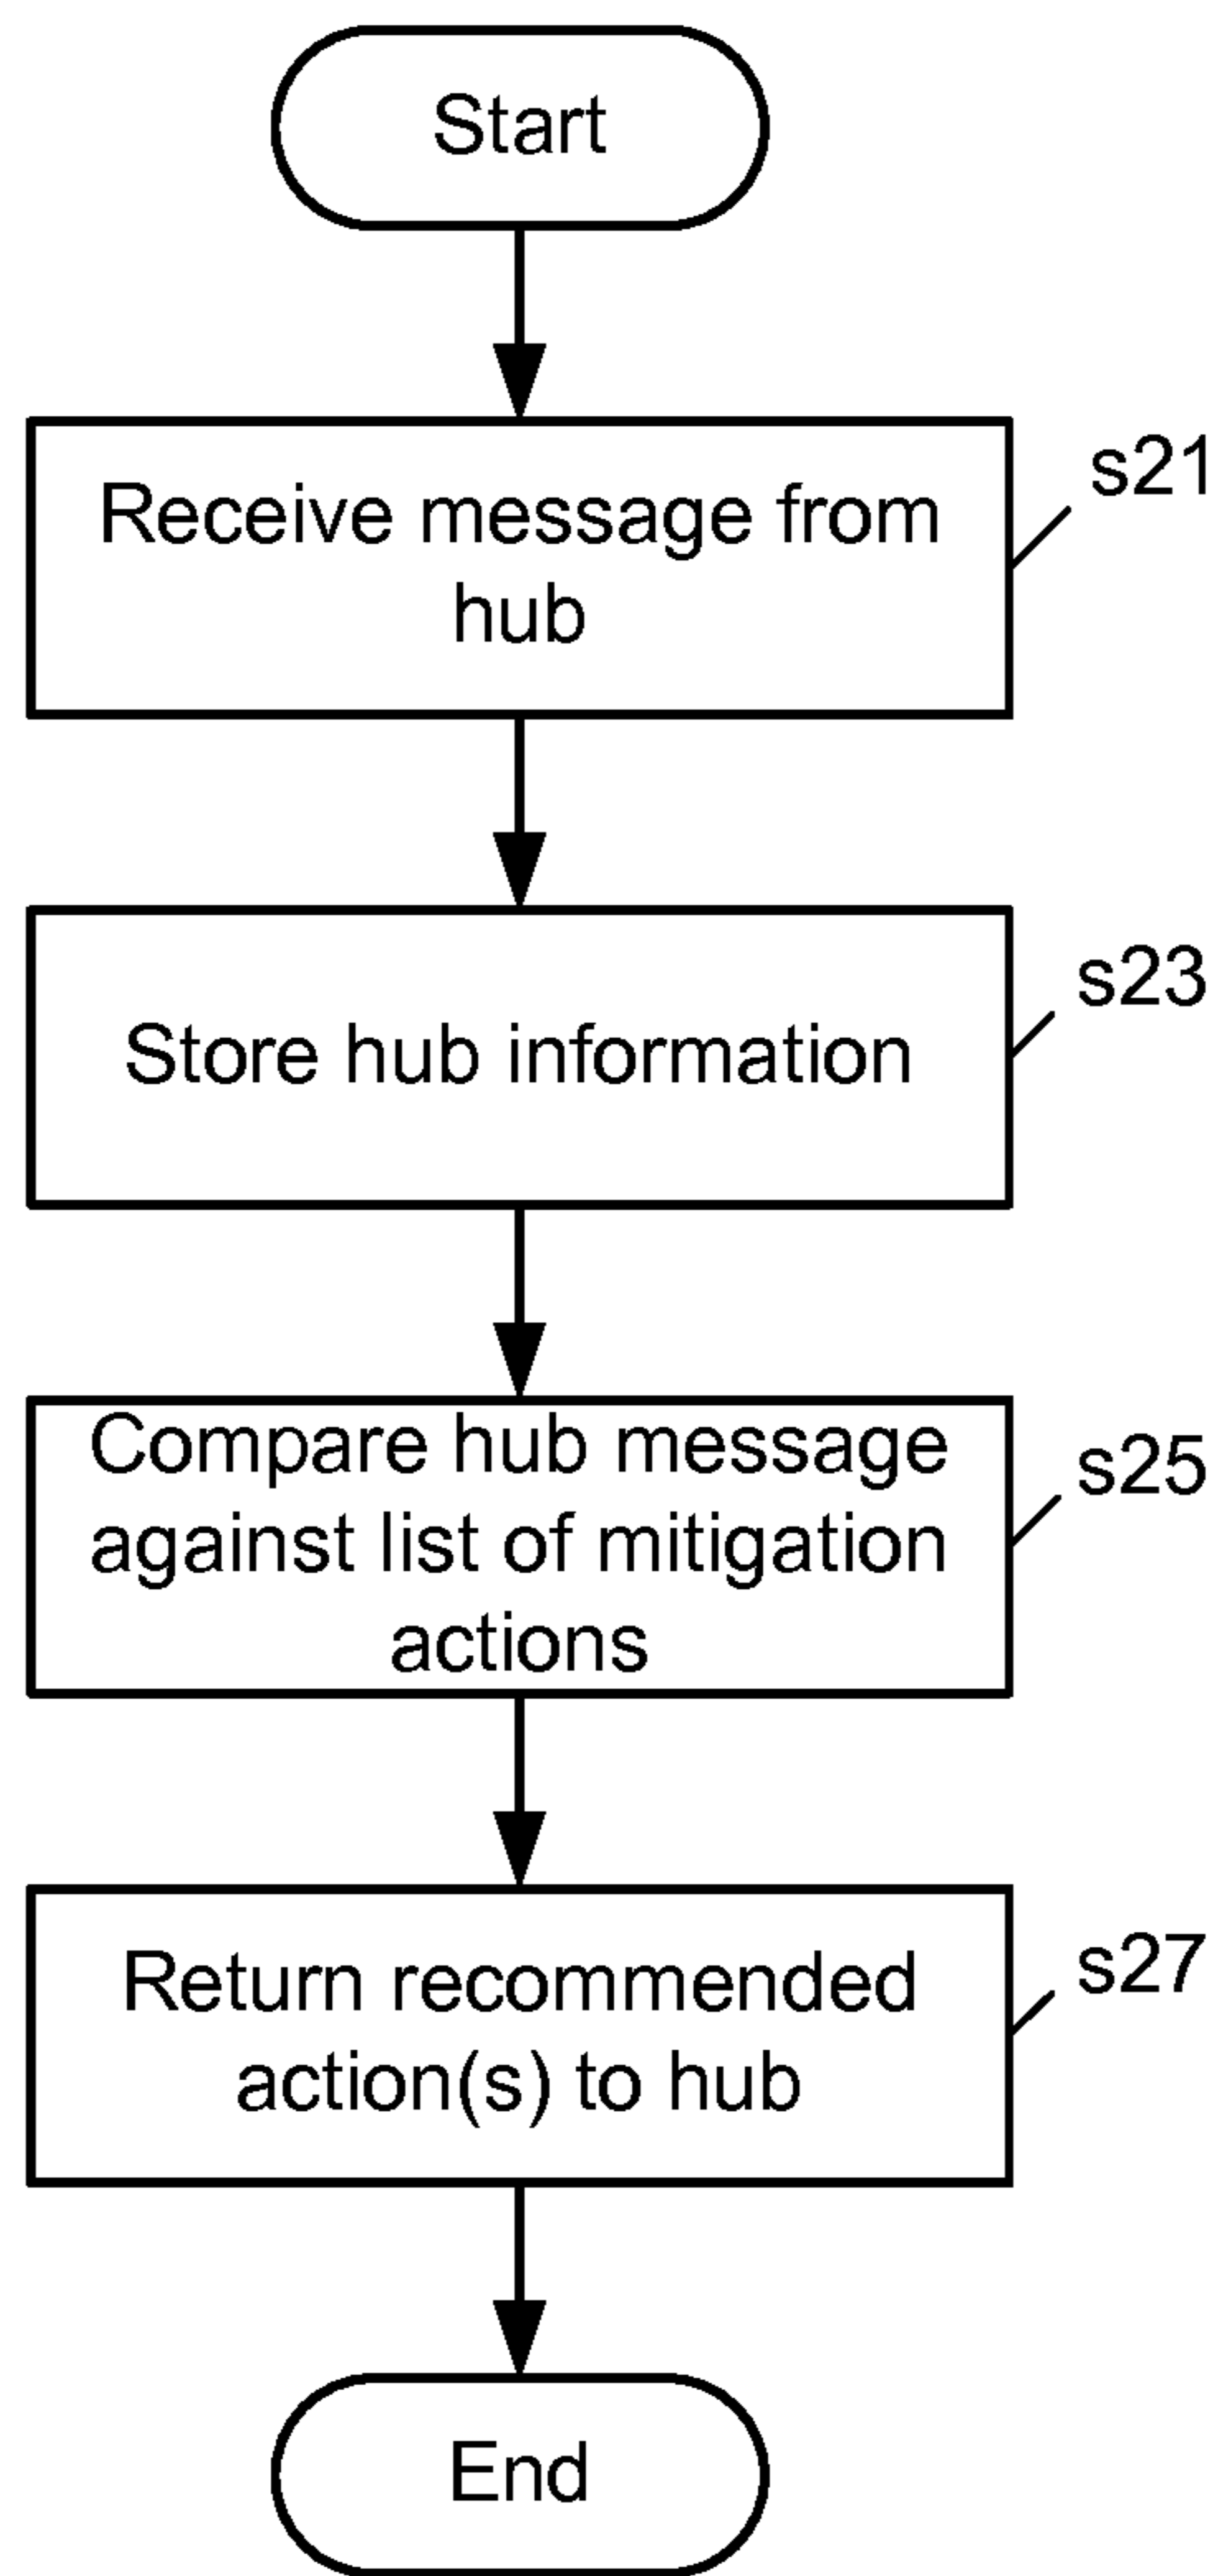 Start
Receive message from
hub
s21
Store hub information
s23
Compare hub message
against list of mitigation
actions
s25
Return recommended
action(s) to hub
s27
End